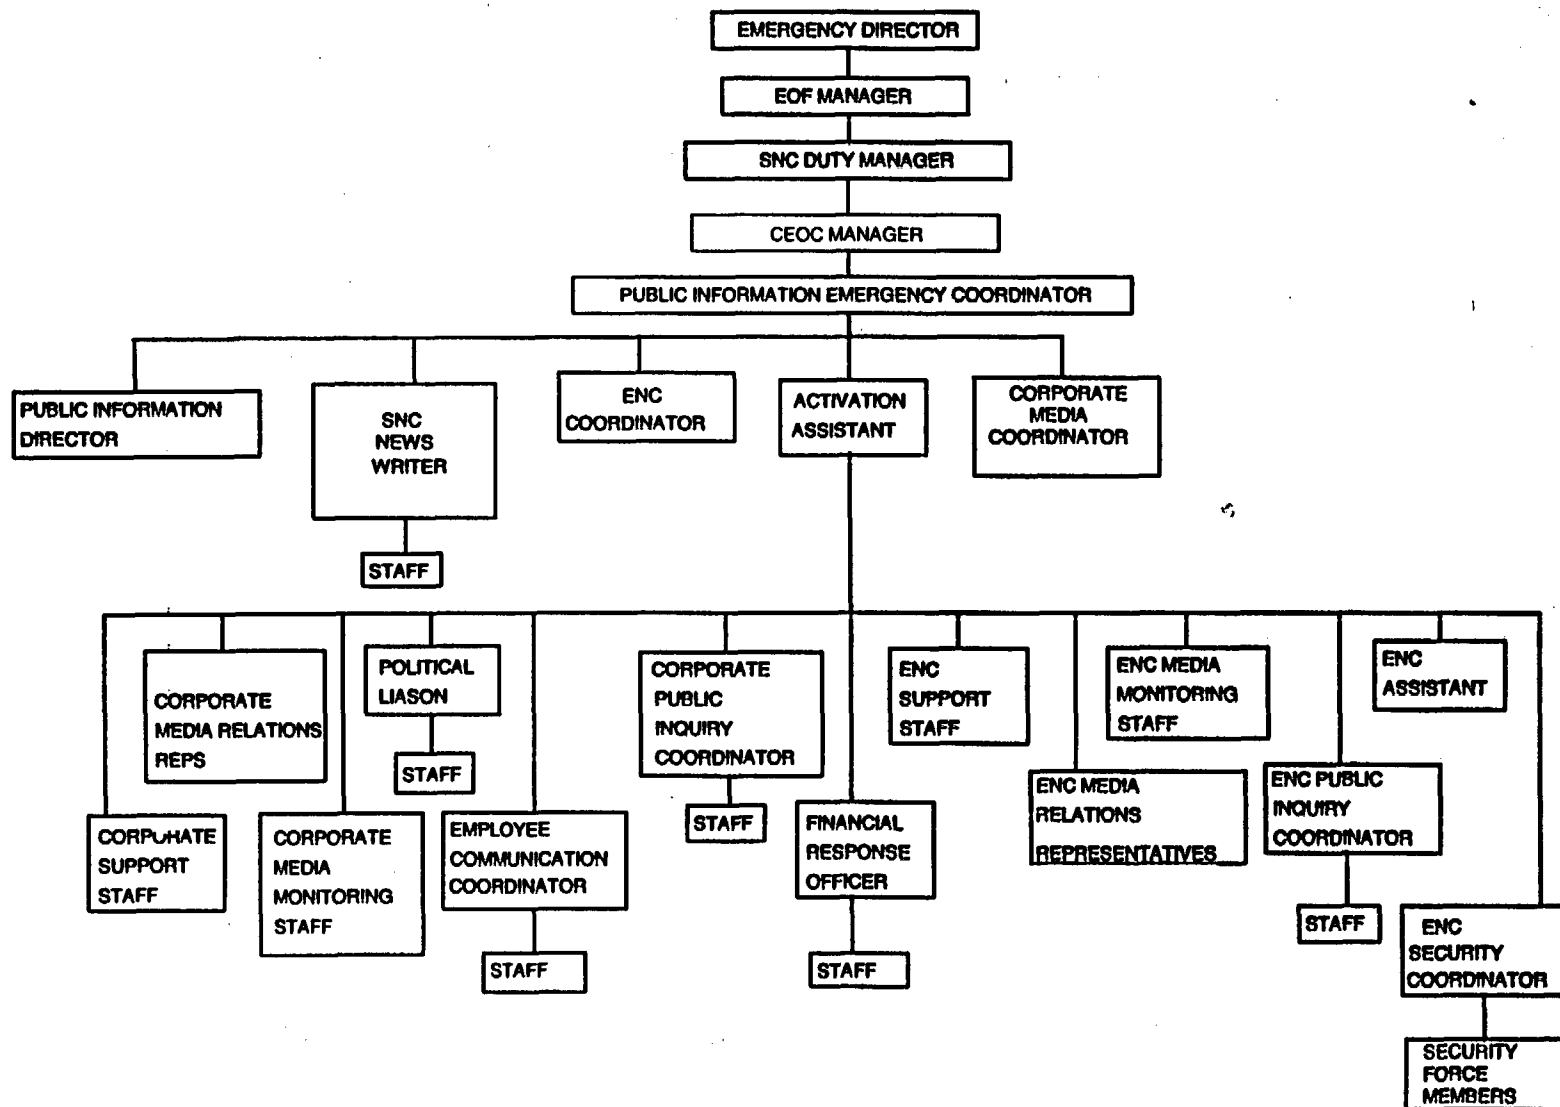 EMERGENCY DIRECTOR
EOF MANAGER
SNC DUTY MANAGER
CEOC MANAGER
PUBLIC INFORMATION EMERGENCY COORDINATOR
PUBLIC INFORMATION
DIRECTOR
SNC
NEWS
WRITER
STAFF
ENC
COORDINATOR
ACTIVATION
ASSISTANT
CORPORATE
MEDIA
COORDINATOR
CORPORATE
SUPPORT
STAFF
CORPORATE
MEDIA RELATIONS
REPS
CORPORATE
MEDIA
MONITORING
STAFF
POLITICAL
LIASON
STAFF
EMPLOYEE
COMMUNICATION
COORDINATOR
STAFF
CORPORATE
PUBLIC
INQUIRY
COORDINATOR
STAFF
FINANCIAL
RESPONSE
OFFICER
STAFF
ENC
SUPPORT
STAFF
ENC MEDIA
RELATIONS
REPRESENTATIVES
ENC MEDIA
MONITORING
STAFF
ENC PUBLIC
INQUIRY
COORDINATOR
STAFF
ENC
ASSISTANT
ENC
SECURITY
COORDINATOR
SECURITY
FORCE
MEMBERS